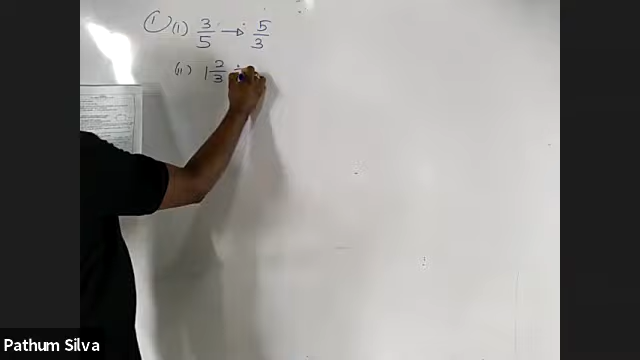 ① (i) 3/5 → 5/3
(ii) 1 2/3
Pathum Silva